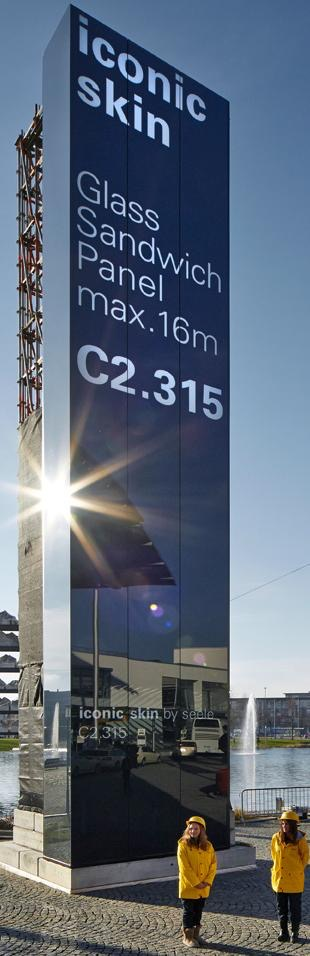 iconic
skin
Glass
Sandwich
Panel
max.16m
C2.315
iconic skin by seele
C2.315